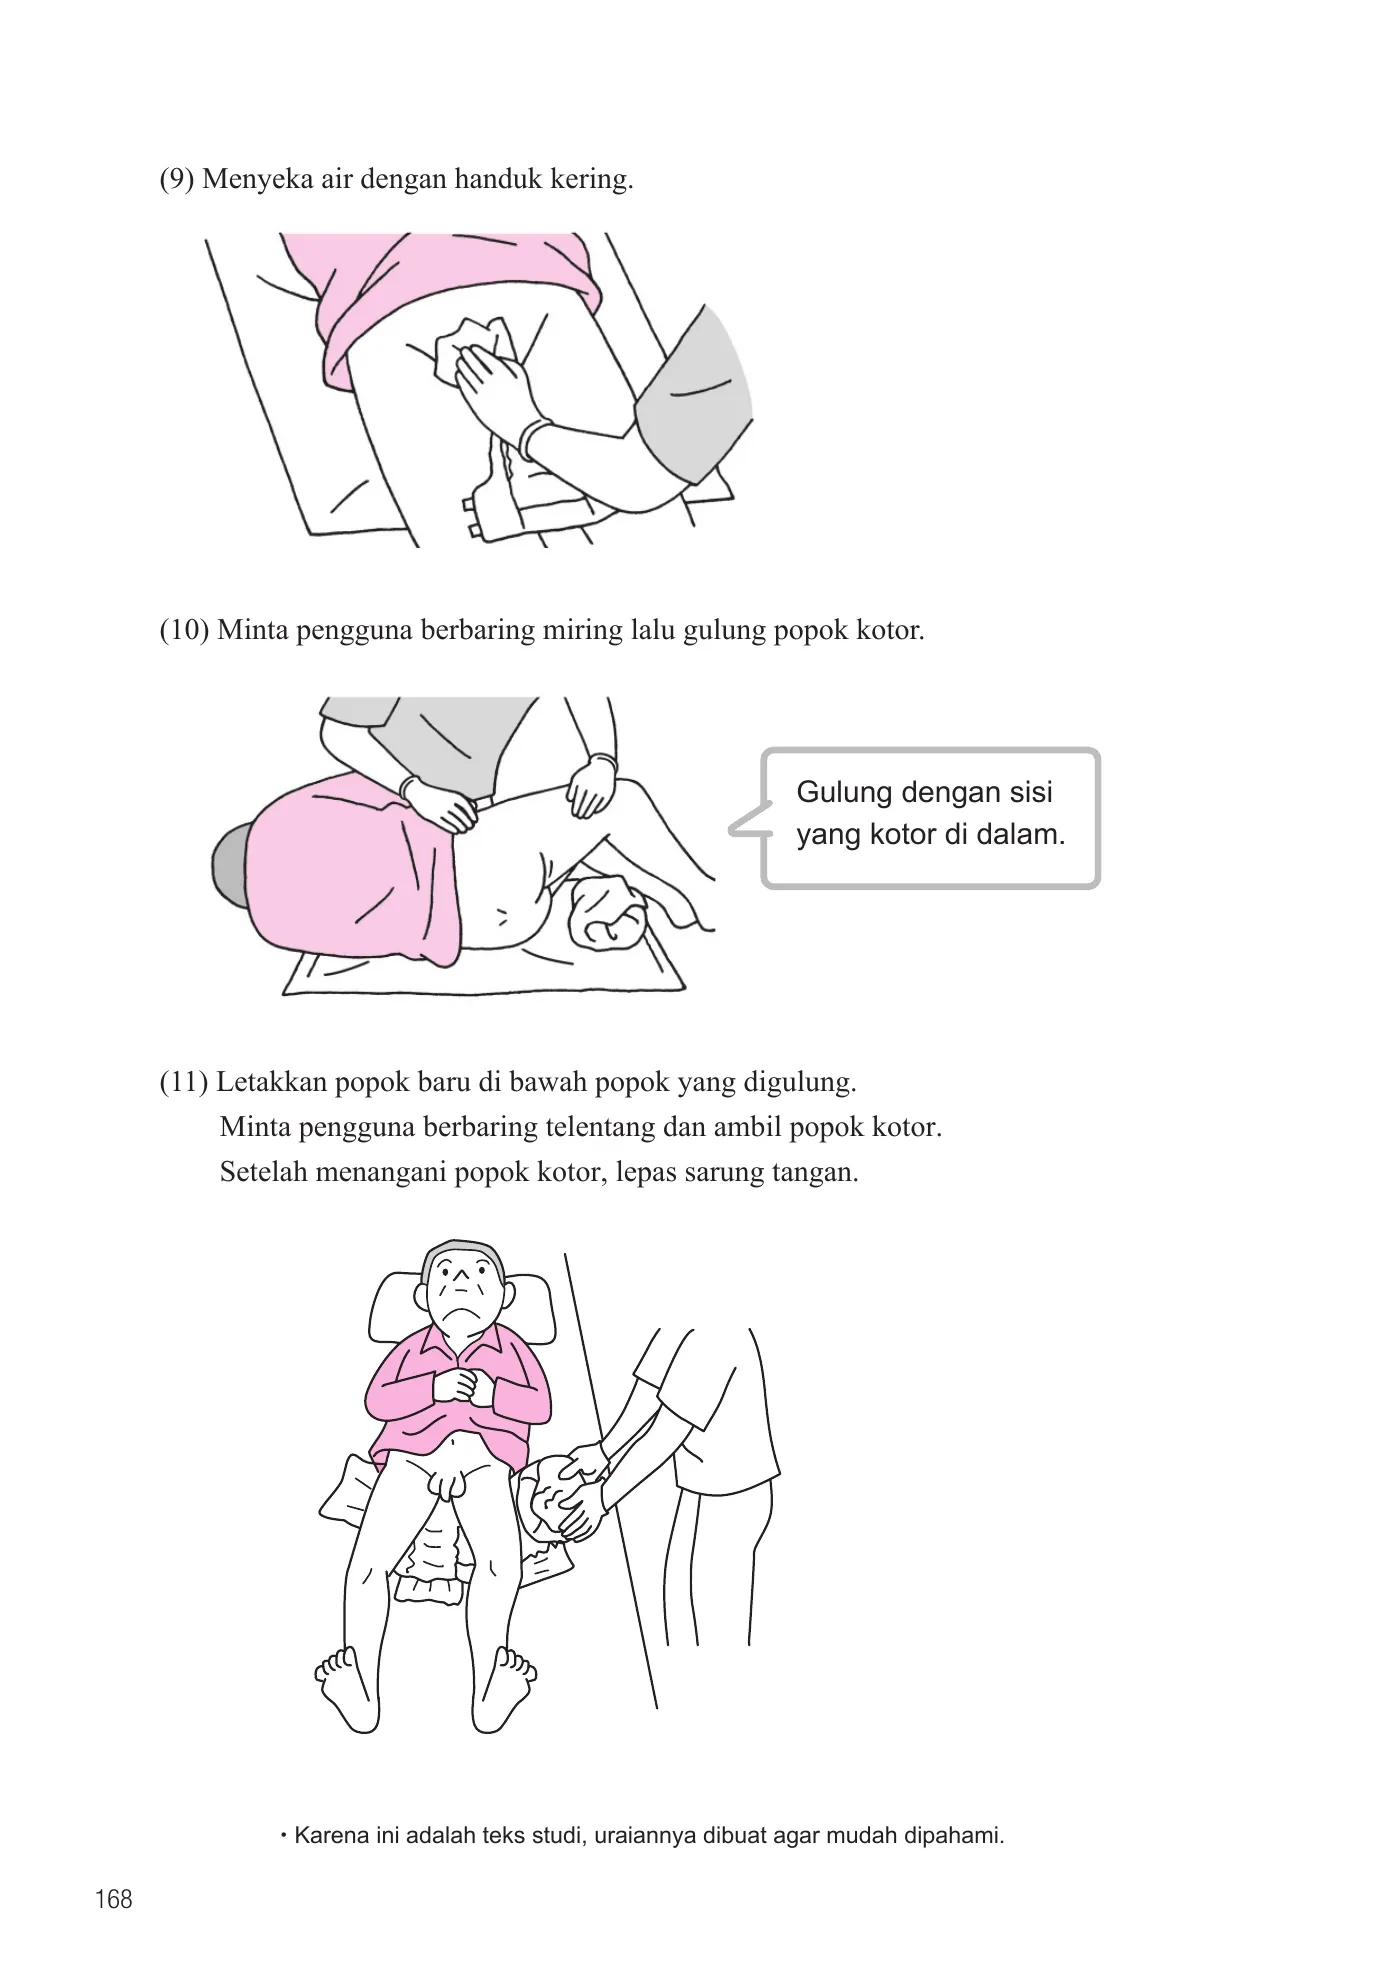 (9) Menyeka air dengan handuk kering.
(10) Minta pengguna berbaring miring lalu gulung popok kotor.
Gulung dengan sisi
yang kotor di dalam.
(11) Letakkan popok baru di bawah popok yang digulung.
Minta pengguna berbaring telentang dan ambil popok kotor.
Setelah menangani popok kotor, lepas sarung tangan.
・Karena ini adalah teks studi, uraiannya dibuat agar mudah dipahami.
168